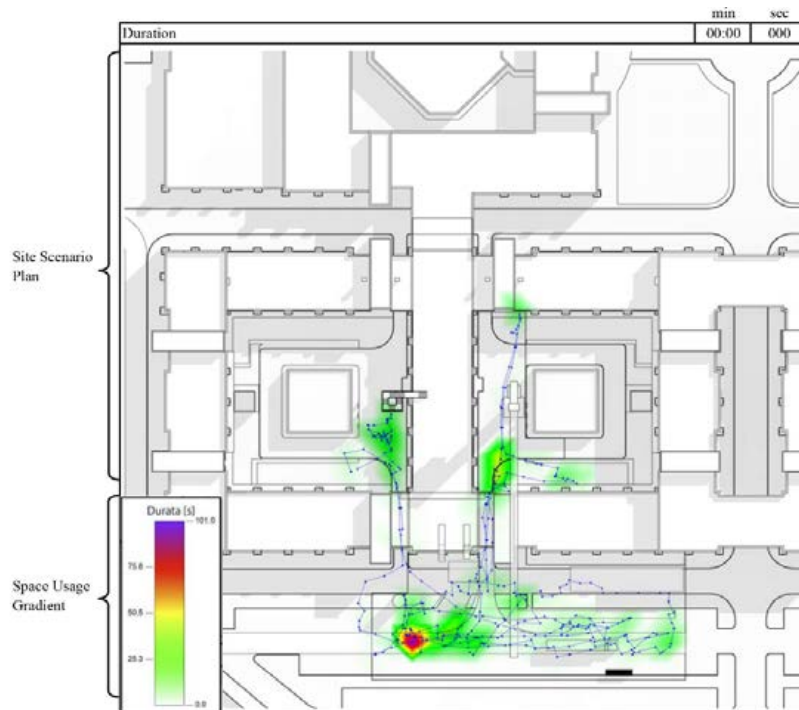 min sec
Duration 00:00 000
Site Scenario
Plan
Durata [s]
101.0
75.8
50.5
25.3
0.0
Space Usage
Gradient